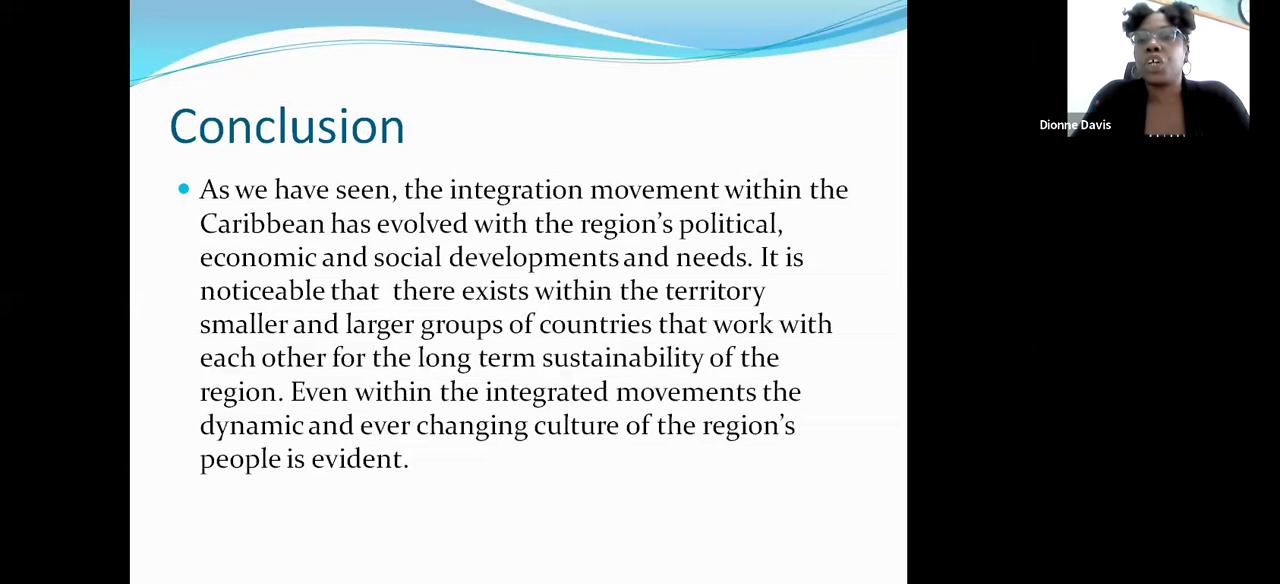 Conclusion
As we have seen, the integration movement within the
Caribbean has evolved with the region's political,
economic and social developments and needs. It is
noticeable that  there exists within the territory
smaller and larger groups of countries that work with
each other for the long term sustainability of the
region. Even within the integrated movements the
dynamic and ever changing culture of the region's
people is evident.
Dionne Davis